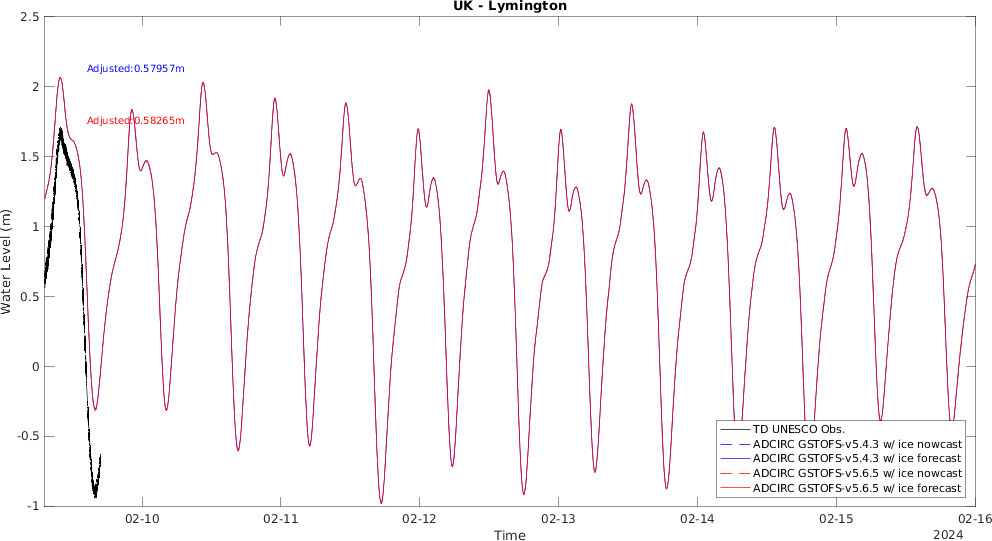 UK - Lymington
2.5
2
1.5
1
0.5
0
-0.5
-1
Water Level (m)
Adjusted:0.57957m
Adjusted:0.58265m
TD UNESCO Obs.
ADCIRC GSTOFS-v5.4.3 w/ ice nowcast
ADCIRC GSTOFS-v5.4.3 w/ ice forecast
ADCIRC GSTOFS-v5.6.5 w/ ice nowcast
ADCIRC GSTOFS-v5.6.5 w/ ice forecast
02-10 02-11 02-12 02-13 02-14 02-15 02-16
Time
2024